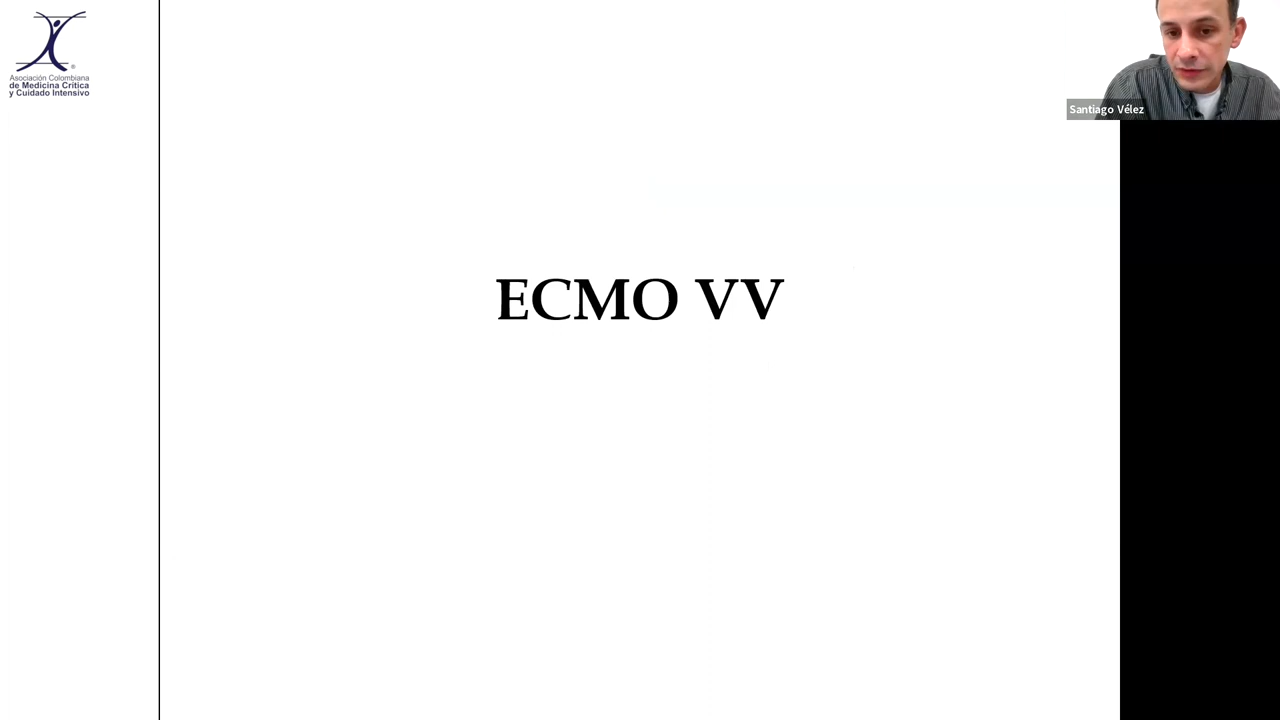 Asociación Colombiana
de Medicina Crítica
y Cuidado Intensivo
Santiago Vélez
ECMO VV